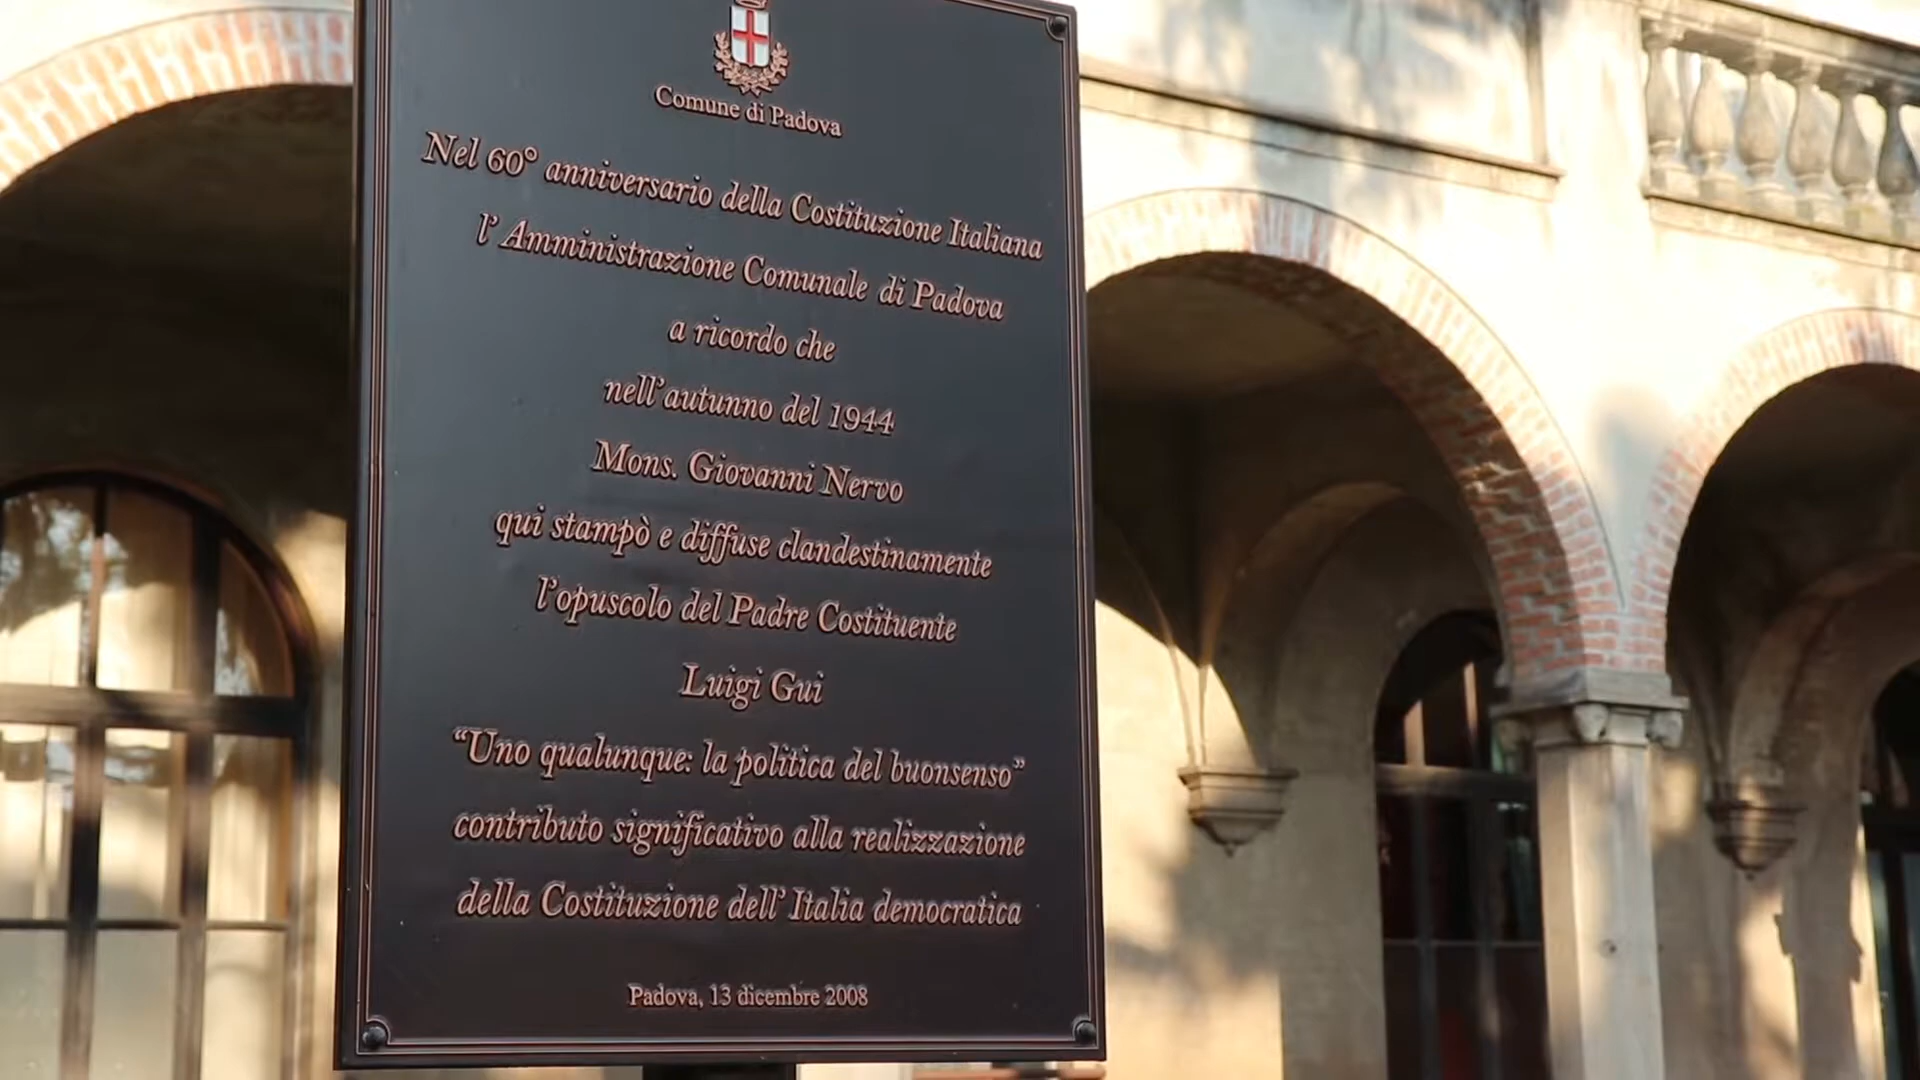 Comune di Padova
Nel 60° anniversario della Costituzione Italiana
l' Amministrazione Comunale di Padova
a ricordo che
nell'autunno del 1944
Mons. Giovanni Nervo
qui stampò e diffuse clandestinamente
l'opuscolo del Padre Costituente
Luigi Gui
“Uno qualunque: la politica del buonsenso”
contributo significativo alla realizzazione
della Costituzione dell' Italia democratica
Padova, 13 dicembre 2008